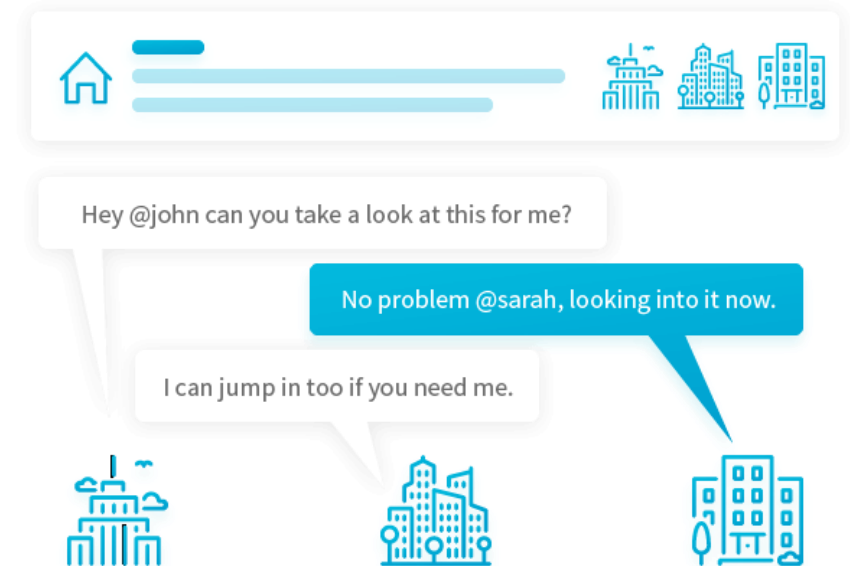 Hey @john can you take a look at this for me?
No problem @sarah, looking into it now.
I can jump in too if you need me.